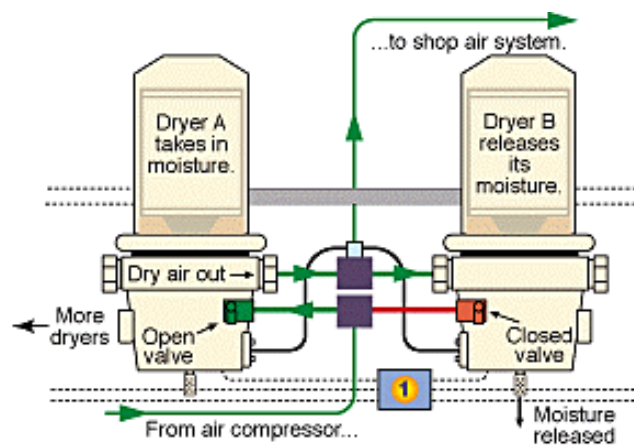 ...to shop air system.
Dryer A
takes in
moisture.
Dryer B
releases
its
moisture.
Dry air out
More
dryers
Open
valve
Closed
valve
1
From air compressor...
Moisture
released